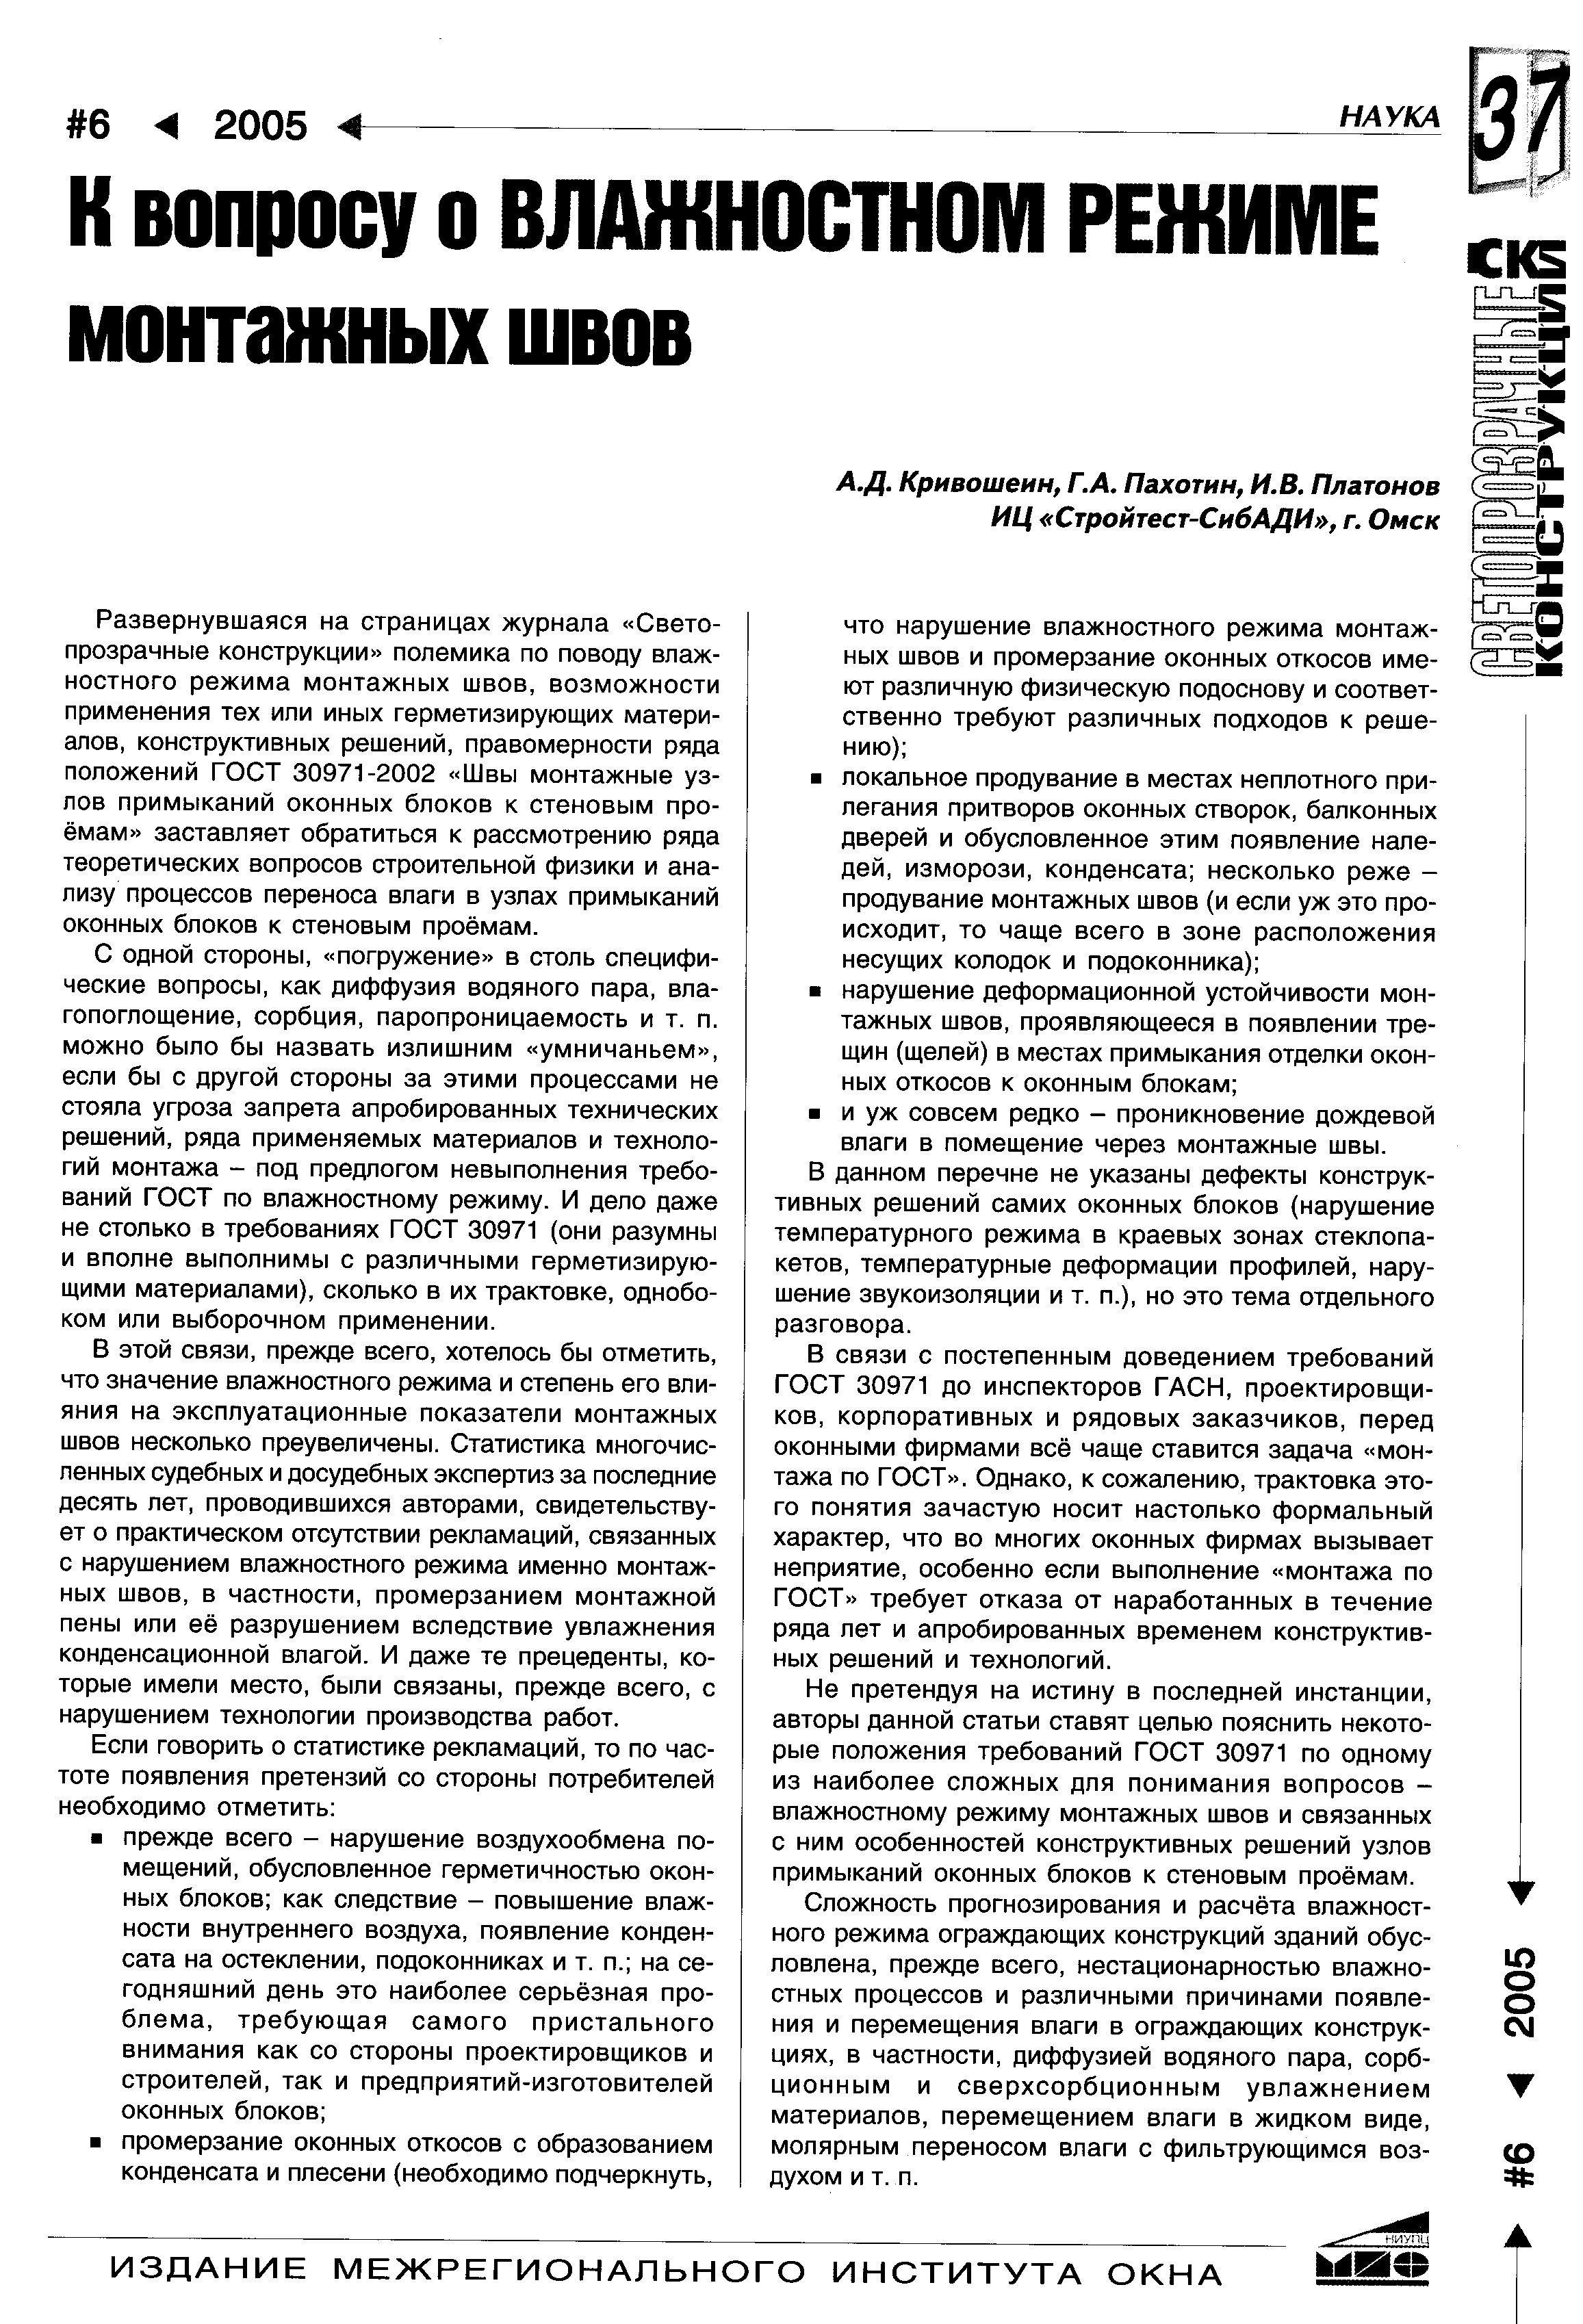 #6 ◄ 2005 ◄
НАУКА
37
К вопросу о ВЛАЖНОСТНОМ РЕЖИМЕ
монтажных швов
А.Д. Кривошеин, Г.А. Пахотин, И.В. Платонов
ИЦ «Стройтест-СибАДИ», г. Омск
Развернувшаяся на страницах журнала «Свето-
прозрачные конструкции» полемика по поводу влаж-
ностного режима монтажных швов, возможности
применения тех или иных герметизирующих матери-
алов, конструктивных решений, правомерности ряда
положений ГОСТ 30971-2002 «Швы монтажные уз-
лов примыканий оконных блоков к стеновым про-
ёмам» заставляет обратиться к рассмотрению ряда
теоретических вопросов строительной физики и ана-
лизу процессов переноса влаги в узлах примыканий
оконных блоков к стеновым проёмам.
С одной стороны, «погружение» в столь специфи-
ческие вопросы, как диффузия водяного пара, вла-
гопоглощение, сорбция, паропроницаемость и т. п.
можно было бы назвать излишним «умничаньем»,
если бы с другой стороны за этими процессами не
стояла угроза запрета апробированных технических
решений, ряда применяемых материалов и техноло-
гий монтажа – под предлогом невыполнения требо-
ваний ГОСТ по влажностному режиму. И дело даже
не столько в требованиях ГОСТ 30971 (они разумны
и вполне выполнимы с различными герметизирую-
щими материалами), сколько в их трактовке, однобо-
ком или выборочном применении.
В этой связи, прежде всего, хотелось бы отметить,
что значение влажностного режима и степень его вли-
яния на эксплуатационные показатели монтажных
швов несколько преувеличены. Статистика многочис-
ленных судебных и досудебных экспертиз за последние
десять лет, проводившихся авторами, свидетельству-
ет о практическом отсутствии рекламаций, связанных
с нарушением влажностного режима именно монтаж-
ных швов, в частности, промерзанием монтажной
пены или её разрушением вследствие увлажнения
конденсационной влагой. И даже те прецеденты, ко-
торые имели место, были связаны, прежде всего, с
нарушением технологии производства работ.
Если говорить о статистике рекламаций, то по час-
тоте появления претензий со стороны потребителей
необходимо отметить:
■ прежде всего – нарушение воздухообмена по-
мещений, обусловленное герметичностью окон-
ных блоков; как следствие – повышение влаж-
ности внутреннего воздуха, появление конден-
сата на остеклении, подоконниках и т. п.; на се-
годняшний день это наиболее серьёзная про-
блема, требующая самого пристального
внимания как со стороны проектировщиков и
строителей, так и предприятий-изготовителей
оконных блоков;
■ промерзание оконных откосов с образованием
конденсата и плесени (необходимо подчеркнуть,
что нарушение влажностного режима монтаж-
ных швов и промерзание оконных откосов име-
ют различную физическую подоснову и соответ-
ственно требуют различных подходов к реше-
нию);
■ локальное продувание в местах неплотного при-
легания притворов оконных створок, балконных
дверей и обусловленное этим появление нале-
дей, изморози, конденсата; несколько реже –
продувание монтажных швов (и если уж это про-
исходит, то чаще всего в зоне расположения
несущих колодок и подоконника);
■ нарушение деформационной устойчивости мон-
тажных швов, проявляющееся в появлении тре-
щин (щелей) в местах примыкания отделки окон-
ных откосов к оконным блокам;
■ и уж совсем редко – проникновение дождевой
влаги в помещение через монтажные швы.
В данном перечне не указаны дефекты конструк-
тивных решений самих оконных блоков (нарушение
температурного режима в краевых зонах стеклопа-
кетов, температурные деформации профилей, нару-
шение звукоизоляции и т. п.), но это тема отдельного
разговора.
В связи с постепенным доведением требований
ГОСТ 30971 до инспекторов ГАСН, проектировщи-
ков, корпоративных и рядовых заказчиков, перед
оконными фирмами всё чаще ставится задача «мон-
тажа по ГОСТ». Однако, к сожалению, трактовка это-
го понятия зачастую носит настолько формальный
характер, что во многих оконных фирмах вызывает
неприятие, особенно если выполнение «монтажа по
ГОСТ» требует отказа от наработанных в течение
ряда лет и апробированных временем конструктив-
ных решений и технологий.
Не претендуя на истину в последней инстанции,
авторы данной статьи ставят целью пояснить некото-
рые положения требований ГОСТ 30971 по одному
из наиболее сложных для понимания вопросов –
влажностному режиму монтажных швов и связанных
с ним особенностей конструктивных решений узлов
примыканий оконных блоков к стеновым проёмам.
Сложность прогнозирования и расчёта влажност-
ного режима ограждающих конструкций зданий обус-
ловлена, прежде всего, нестационарностью влажно-
стных процессов и различными причинами появле-
ния и перемещения влаги в ограждающих конструк-
циях, в частности, диффузией водяного пара, сорб-
ционным и сверхсорбционным увлажнением
материалов, перемещением влаги в жидком виде,
молярным переносом влаги с фильтрующимся воз-
духом и т. п.
СК
СВЕТОПРОЗРАЧНЫЕ
КОНСТРУКЦИИ
#6 ▼ 2005 ▼
ИЗДАНИЕ МЕЖРЕГИОНАЛЬНОГО ИНСТИТУТА ОКНА
НИУПЦ
МИО